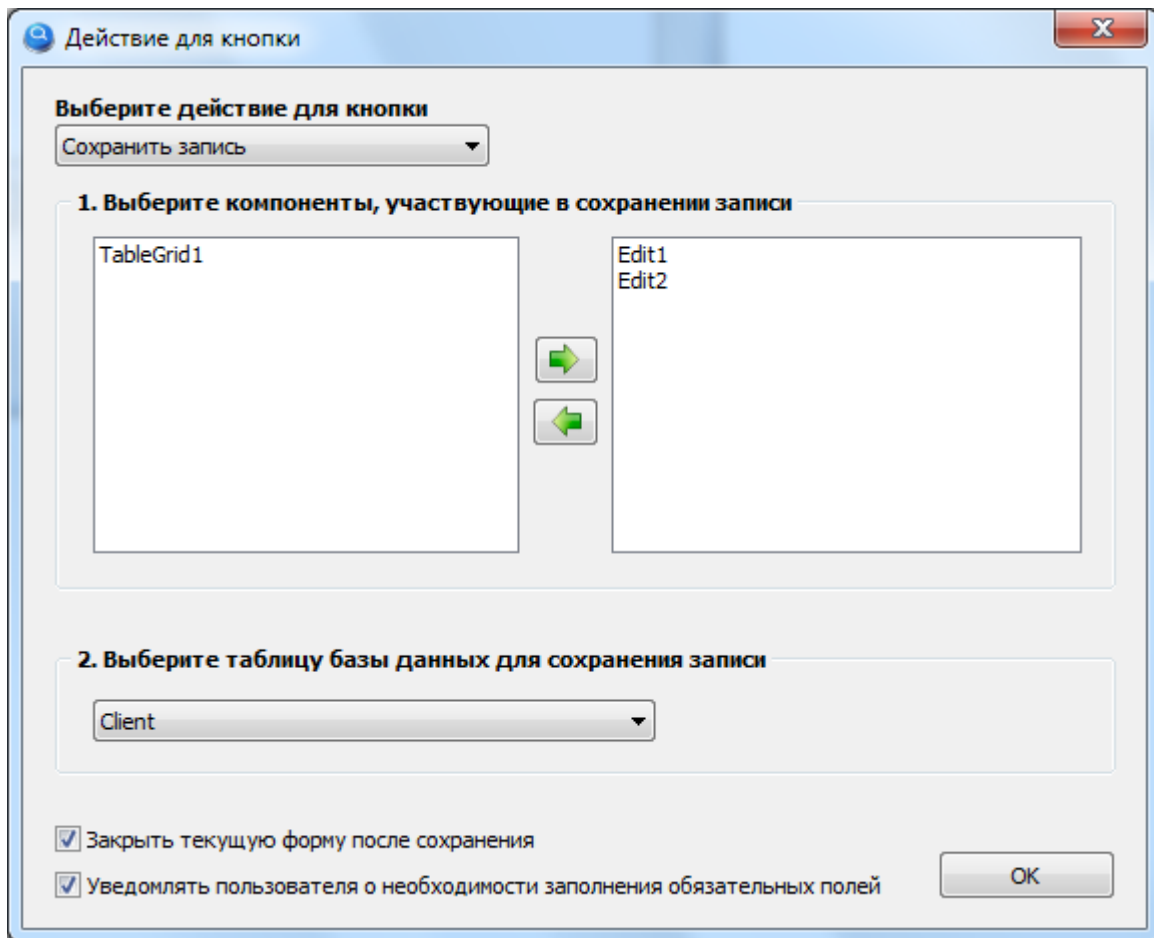 Действие для кнопки
Выберите действие для кнопки
Сохранить запись
1. Выберите компоненты, участвующие в сохранении записи
TableGrid1
Edit1
Edit2
2. Выберите таблицу базы данных для сохранения записи
Client
Закрыть текущую форму после сохранения
Уведомлять пользователя о необходимости заполнения обязательных полей
OK